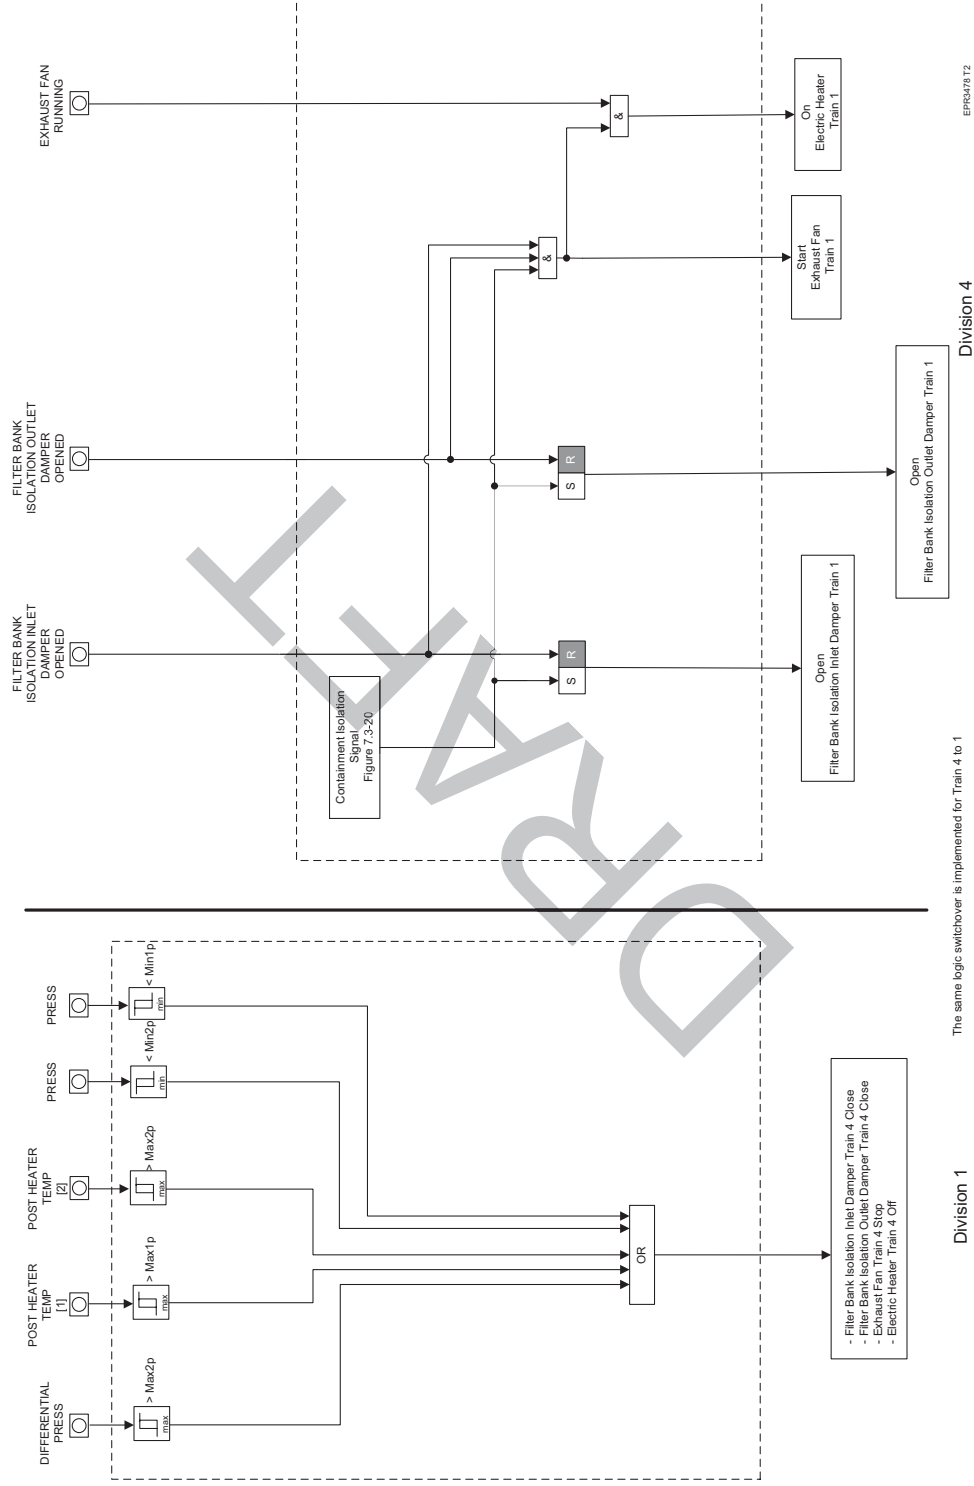 DIFFERENTIAL
PRESS
POST HEATER
TEMP
[1]
POST HEATER
TEMP
[2]
PRESS
PRESS
max
> Max2p
max
> Max1p
max
> Max2p
min
< Min2p
min
< Min1p
OR
- Filter Bank Isolation Inlet Damper Train 4 Close
- Filter Bank Isolation Outlet Damper Train 4 Close
- Exhaust Fan Train 4 Stop
- Electric Heater Train 4 Off
Division 1
FILTER BANK
ISOLATION INLET
DAMPER
OPENED
FILTER BANK
ISOLATION OUTLET
DAMPER
OPENED
EXHAUST FAN
RUNNING
Containment Isolation
Signal
Figure 7.3-20
S
R
S
R
&
&
Open
Filter Bank Isolation Inlet Damper Train 1
Open
Filter Bank Isolation Outlet Damper Train 1
Start
Exhaust Fan
Train 1
On
Electric Heater
Train 1
The same logic switchover is implemented for Train 4 to 1
Division 4
EPR3478 T2
DRAFT